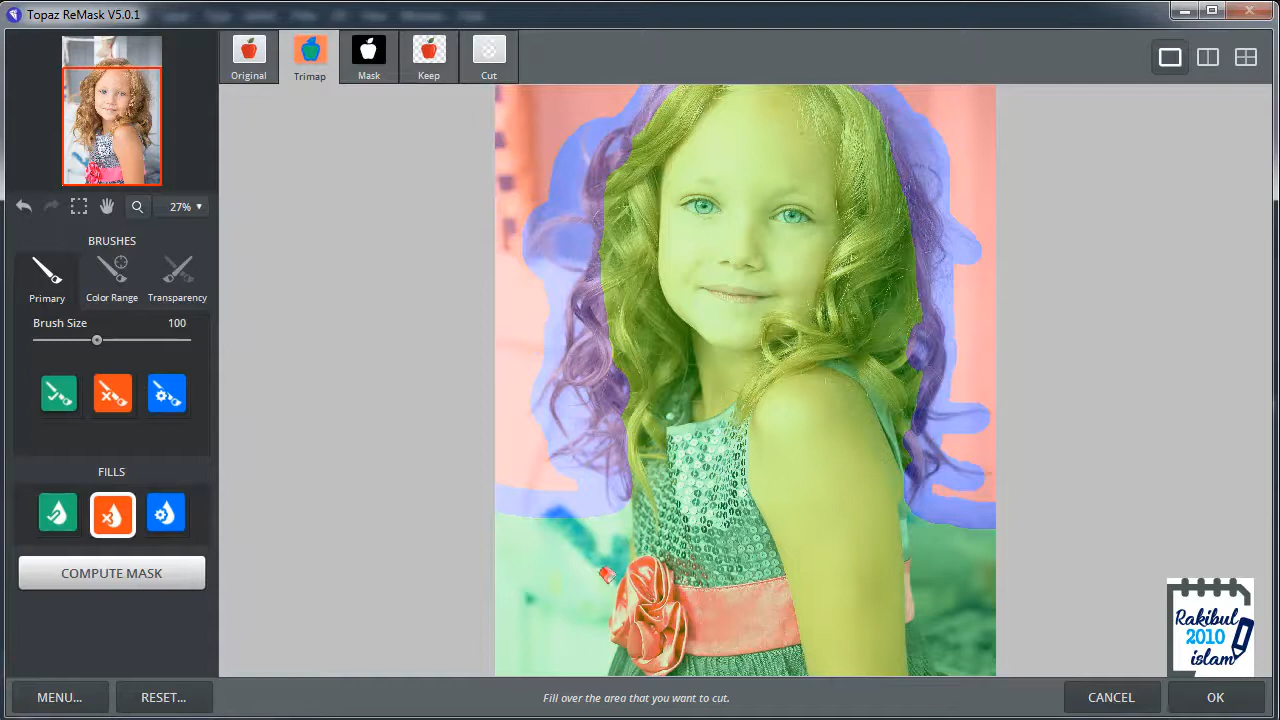 Topaz ReMask V5.0.1
Original
Trimap
Mask
Keep
Cut
27%
BRUSHES
Primary
Color Range
Transparency
Brush Size
100
FILLS
COMPUTE MASK
Rakibul
2010
islam
MENU...
RESET...
Fill over the area that you want to cut.
CANCEL
OK